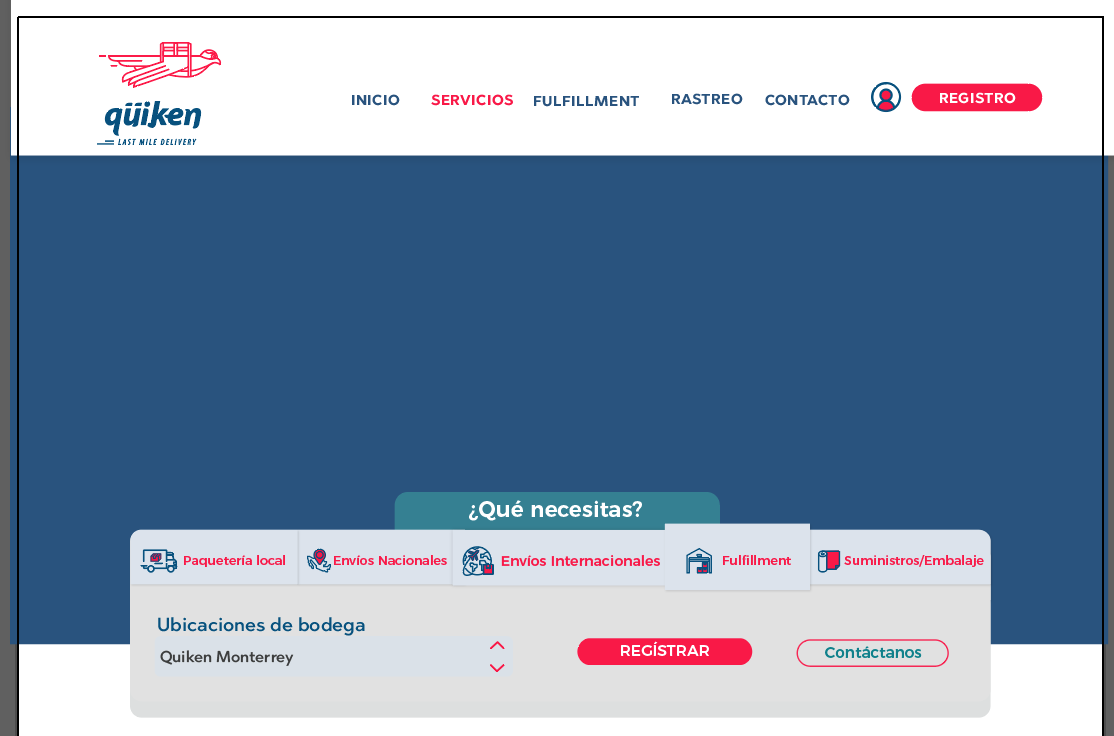 qüiken
LAST MILE DELIVERY
INICIO SERVICIOS FULFILLMENT RASTREO CONTACTO REGISTRO
¿Qué necesitas?
Paquetería local Envíos Nacionales Envíos Internacionales Fulfillment Suministros/Embalaje
Ubicaciones de bodega
Quiken Monterrey
REGÍSTRAR Contáctanos